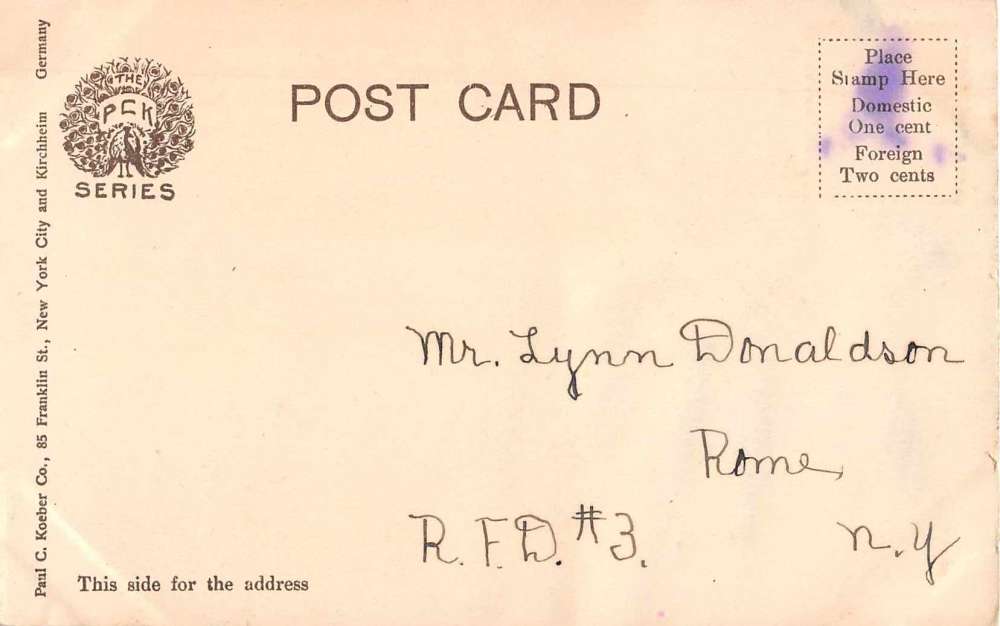 Paul C. Koeber Co., 85 Franklin St., New York City and Kirchheim Germany
THE
PCK
SERIES
POST CARD
Place
Stamp Here
Domestic
One cent
Foreign
Two cents
Mr. Lynn Donaldson
Rome,
R.F.D. #3. N.Y
This side for the address